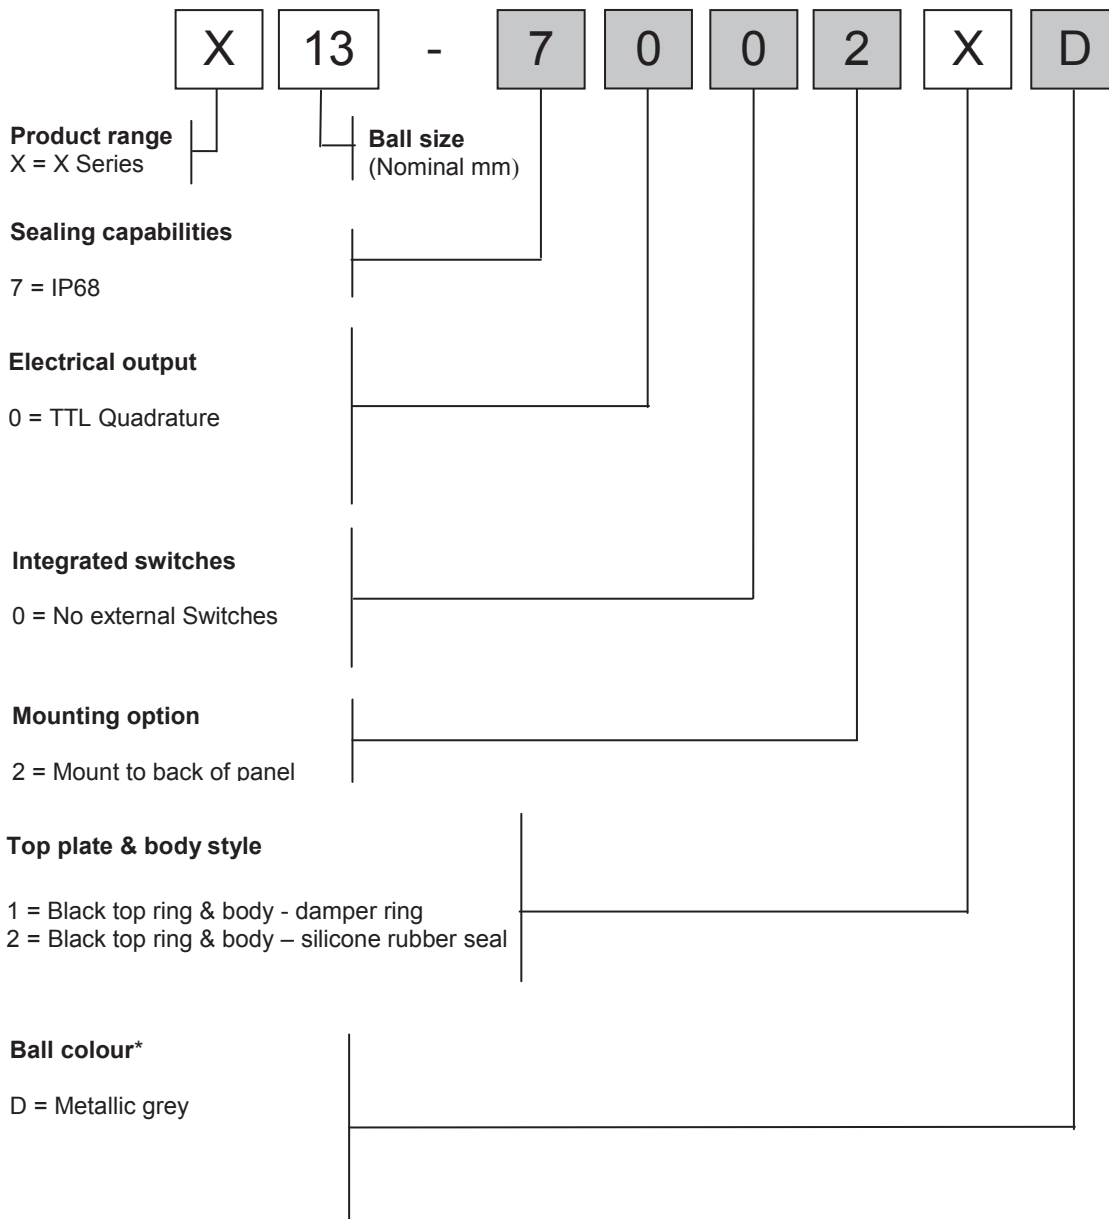 X 13 - 7 0 0 2 X D
Product range
X = X Series
Ball size
(Nominal mm)
Sealing capabilities
7 = IP68
Electrical output
0 = TTL Quadrature
Integrated switches
0 = No external Switches
Mounting option
2 = Mount to back of panel
Top plate & body style
1 = Black top ring & body - damper ring
2 = Black top ring & body – silicone rubber seal
Ball colour*
D = Metallic grey